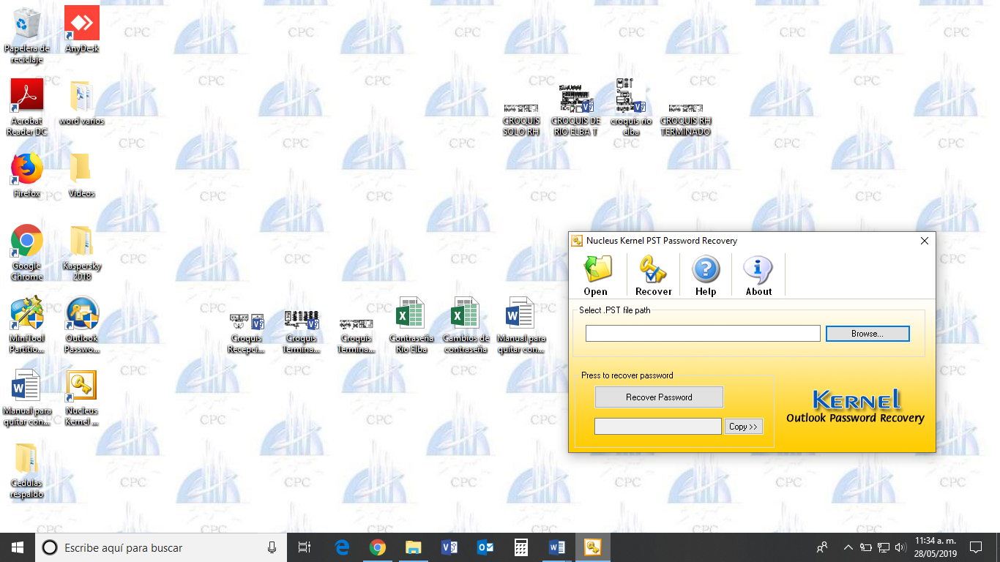 Papelera de
reciclaje
AnyDesk
Acrobat
Reader DC
word varios
Firefox
Videos
Google
Chrome
Kaspersky
2018
MiniTool
Partitio...
Outlook
Passwo...
Manual para
quitar con...
Nucleus
Kernel ...
Cedulas
respaldo
CROQUIS
SOLO RH
CROQUIS DE
RIO ELBA T
croquis rio
elba
CROQUIS RH
TERMINADO
Croquis
Recepci...
Croquis
Termina...
Croquis
Termina...
Contraseña
Rio Elba
Cambios de
contraseña
Manual para
quitar con...
CPC
Nucleus Kernel PST Password Recovery
Open
Recover
Help
About
Select .PST file path
Browse...
Press to recover password
Recover Password
Copy >>
KERNEL
Outlook Password Recovery
Escribe aquí para buscar
11:34 a. m.
28/05/2019